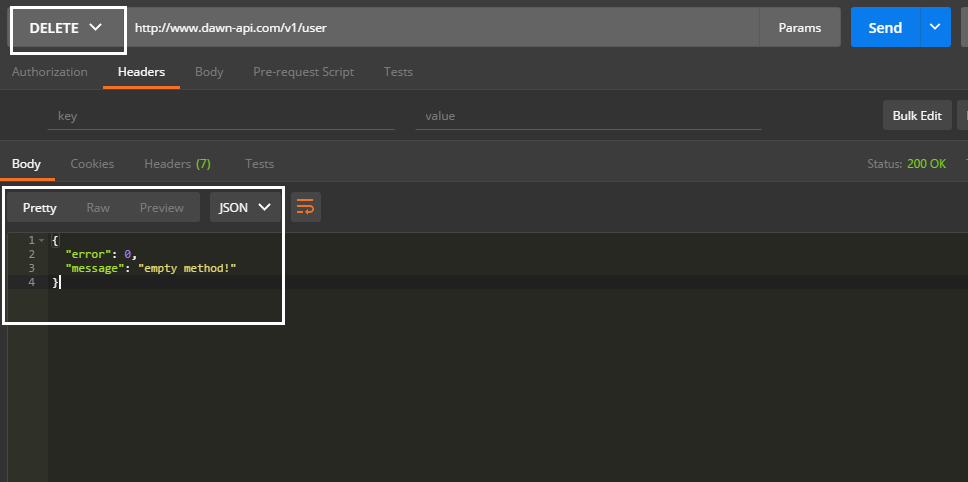 DELETE http://www.dawn-api.com/v1/user Params Send
Authorization Headers Body Pre-request Script Tests
key value Bulk Edit
Body Cookies Headers (7) Tests Status: 200 OK
Pretty Raw Preview JSON
1 {
2 "error": 0,
3 "message": "empty method!"
4 }